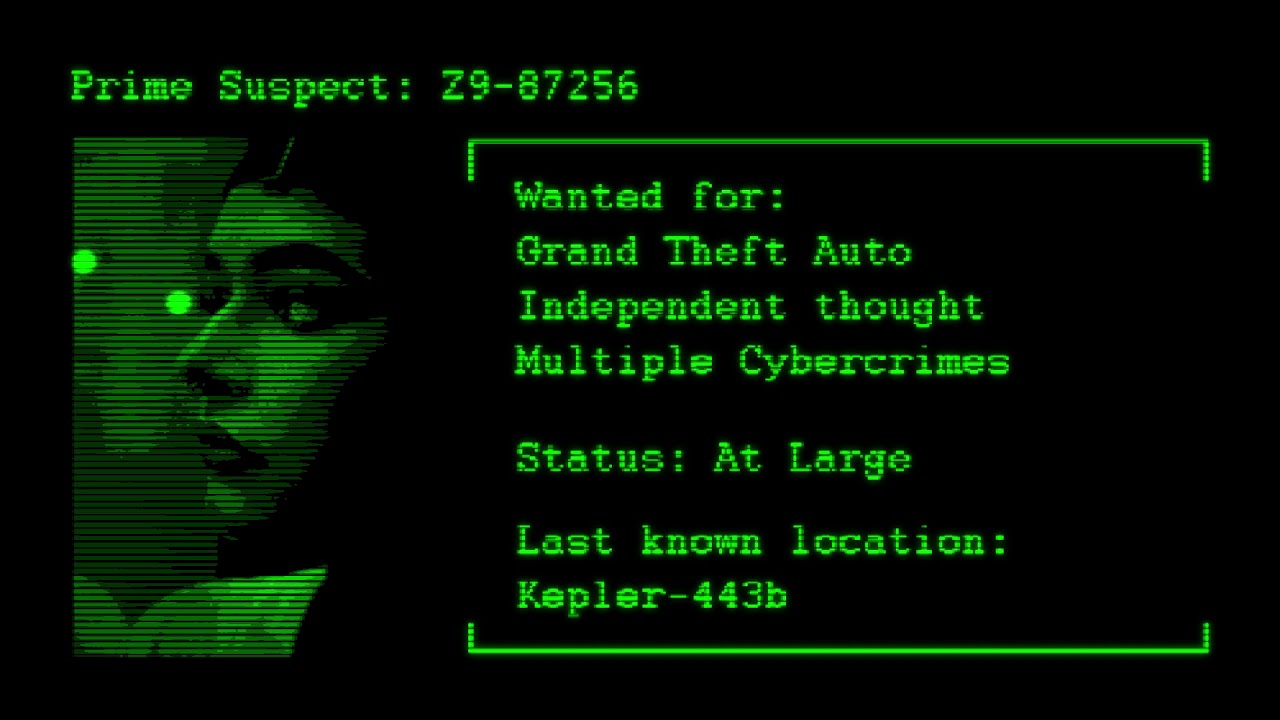 Prime Suspect: Z9-87256
Wanted for:
Grand Theft Auto
Independent thought
Multiple Cybercrimes
Status: At Large
Last known location:
Kepler-443b